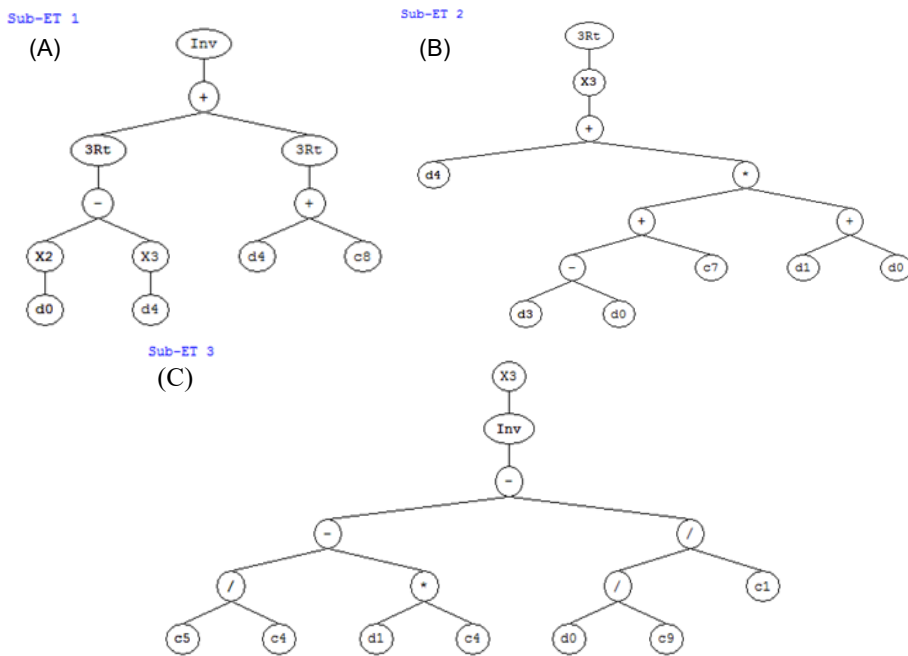 Sub-ET 1
(A)
Inv
+
3Rt 3Rt
- +
X2 X3 d4 c8
d0 d4
Sub-ET 2
(B)
3Rt
X3
+
d4 *
+ +
- c7 d1 d0
d3 d0
Sub-ET 3
(C)
X3
Inv
-
- /
/ * / c1
c5 c4 d1 c4 d0 c9